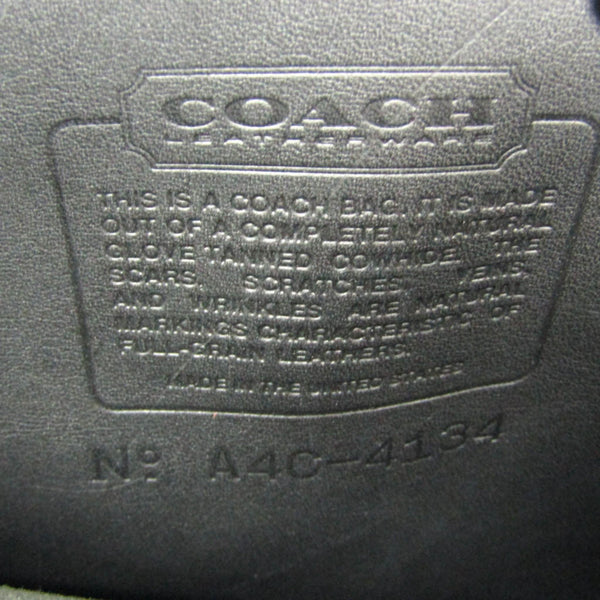 COACH
LEATHERWARE
THIS IS A COACH BAG. IT IS MADE
OUT OF A COMPLETELY NATURAL
GLOVE-TANNED COWHIDE. THE
SCARS, SCRATCHES, VEINS,
AND WRINKLES ARE NATURAL
MARKINGS CHARACTERISTIC OF
FULL-GRAIN LEATHERS.
MADE IN THE UNITED STATES
No: A4C-4134